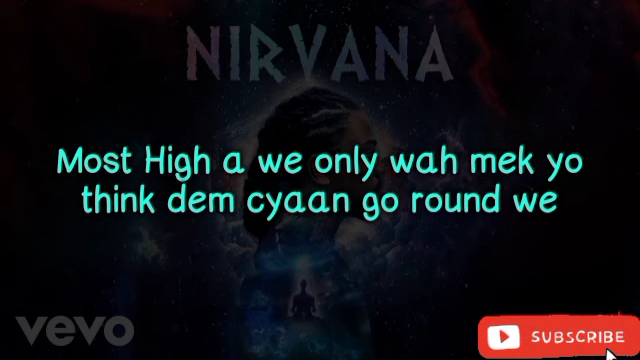 NIRVANA
Most High a we only wah mek yo
think dem cyaan go round we
vevo
SUBSCRIBE